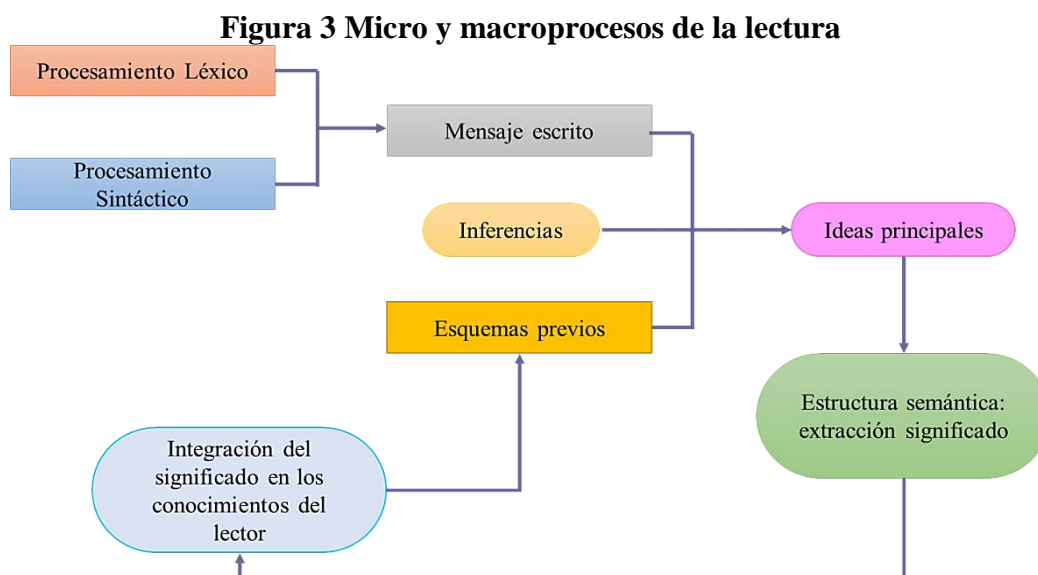 Figura 3 Micro y macroprocesos de la lectura
Procesamiento Léxico
Mensaje escrito
Procesamiento
Sintáctico
Inferencias
Ideas principales
Esquemas previos
Estructura semántica:
extracción significado
Integración del
significado en los
conocimientos del
lector